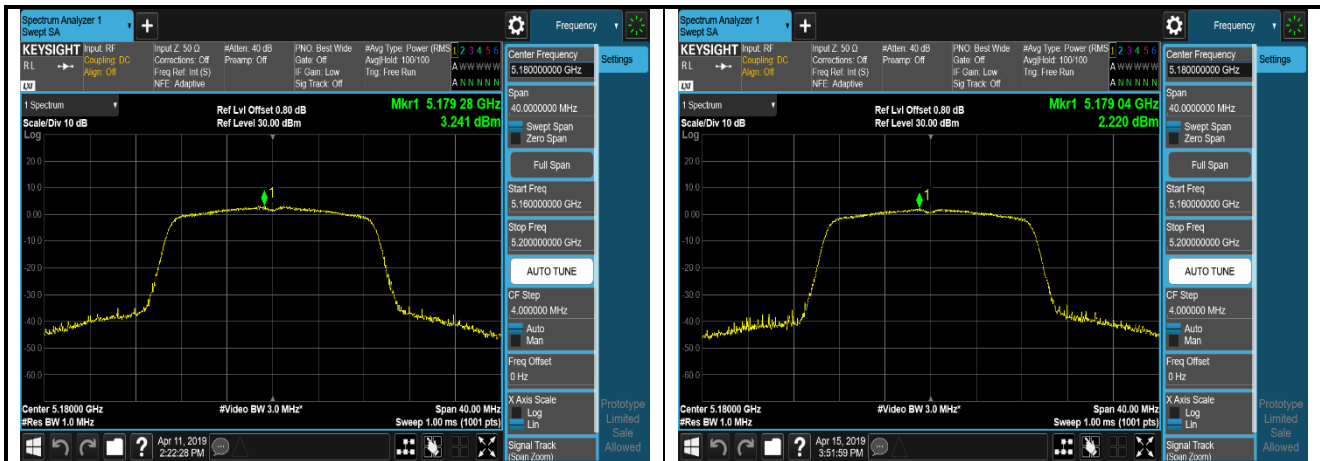 Spectrum Analyzer 1
Swept SA
+
Frequency
KEYSIGHT
RL
Input: RF
Coupling: DC
Align: Off
Input Z: 50 Ω
Corrections: Off
Freq Ref: Int (S)
NFE: Adaptive
#Atten: 40 dB
Preamp: Off
PNO: Best Wide
Gate: Off
IF Gain: Low
Sig Track: Off
#Avg Type: Power (RMS
Avg|Hold: 100/100
Trig: Free Run
1 2 3 4 5 6
A W W W W W
A N N N N N
Center Frequency
5.180000000 GHz
Settings
Span
40.0000000 MHz
Swept Span
Zero Span
Full Span
Start Freq
5.160000000 GHz
Stop Freq
5.200000000 GHz
AUTO TUNE
CF Step
4.000000 MHz
Auto
Man
Freq Offset
0 Hz
X Axis Scale
Log
Lin
Signal Track
(Span Zoom)
Prototype
Limited
Sale
Allowed
1 Spectrum
Scale/Div 10 dB
Log
Ref Lvl Offset 0.80 dB
Ref Level 30.00 dBm
Mkr1 5.179 28 GHz
3.241 dBm
1
20.0
10.0
0.00
-10.0
-20.0
-30.0
-40.0
-50.0
-60.0
Center 5.18000 GHz
#Res BW 1.0 MHz
#Video BW 3.0 MHz*
Span 40.00 MHz
Sweep 1.00 ms (1001 pts)
?
Apr 11, 2019
2:22:28 PM
Spectrum Analyzer 1
Swept SA
+
Frequency
KEYSIGHT
RL
Input: RF
Coupling: DC
Align: Off
Input Z: 50 Ω
Corrections: Off
Freq Ref: Int (S)
NFE: Adaptive
#Atten: 40 dB
Preamp: Off
PNO: Best Wide
Gate: Off
IF Gain: Low
Sig Track: Off
#Avg Type: Power (RMS
Avg|Hold: 100/100
Trig: Free Run
1 2 3 4 5 6
A W W W W W
A N N N N N
Center Frequency
5.180000000 GHz
Settings
Span
40.0000000 MHz
Swept Span
Zero Span
Full Span
Start Freq
5.160000000 GHz
Stop Freq
5.200000000 GHz
AUTO TUNE
CF Step
4.000000 MHz
Auto
Man
Freq Offset
0 Hz
X Axis Scale
Log
Lin
Signal Track
(Span Zoom)
Prototype
Limited
Sale
Allowed
1 Spectrum
Scale/Div 10 dB
Log
Ref Lvl Offset 0.80 dB
Ref Level 30.00 dBm
Mkr1 5.179 04 GHz
2.220 dBm
1
20.0
10.0
0.00
-10.0
-20.0
-30.0
-40.0
-50.0
-60.0
Center 5.18000 GHz
#Res BW 1.0 MHz
#Video BW 3.0 MHz*
Span 40.00 MHz
Sweep 1.00 ms (1001 pts)
?
Apr 15, 2019
3:51:59 PM